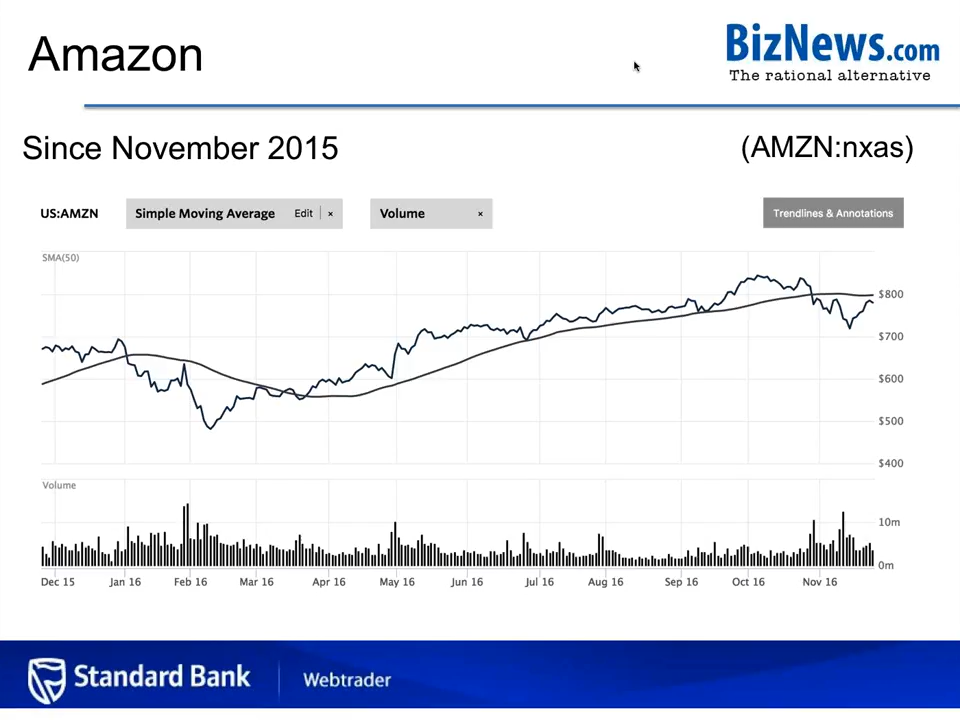 Amazon
BizNews.com
The rational alternative
Since November 2015
(AMZN:nxas)
US:AMZN
Simple Moving Average Edit ×
Volume ×
Trendlines & Annotations
SMA(50)
$800
$700
$600
$500
$400
Volume
10m
0m
Dec 15 Jan 16 Feb 16 Mar 16 Apr 16 May 16 Jun 16 Jul 16 Aug 16 Sep 16 Oct 16 Nov 16
Standard Bank
Webtrader